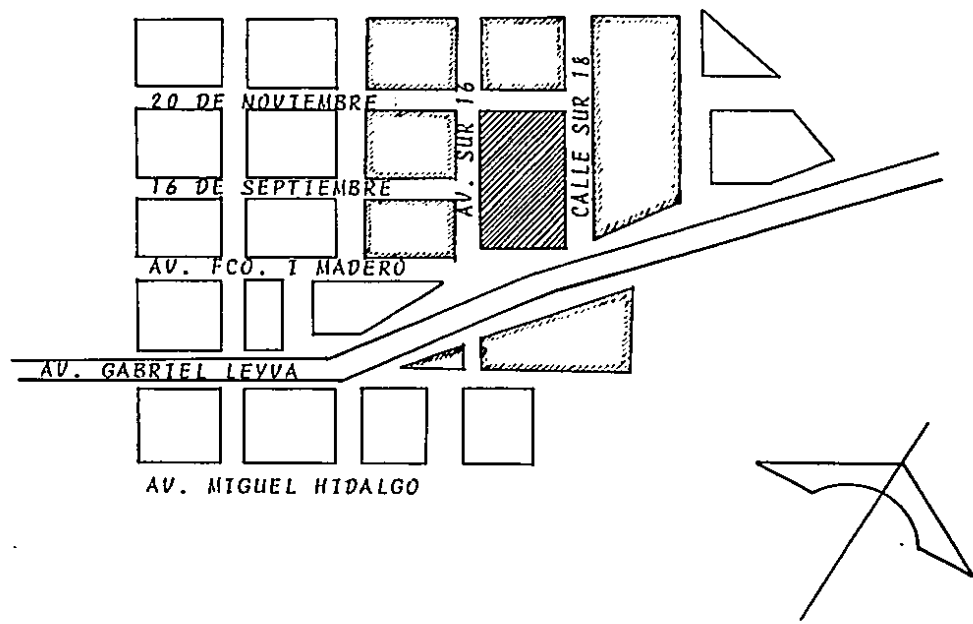 20 DE NOVIEMBRE
AV. SUR 16
CALLE SUR 18
16 DE SEPTIEMBRE
AV. FCO. I MADERO
AV. GABRIEL LEYVA
AV. MIGUEL HIDALGO